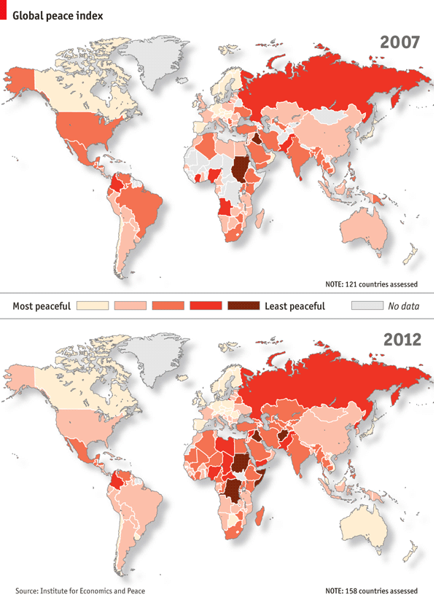 Global peace index
2007
NOTE: 121 countries assessed
Most peaceful
Least peaceful
No data
2012
Source: Institute for Economics and Peace
NOTE: 158 countries assessed